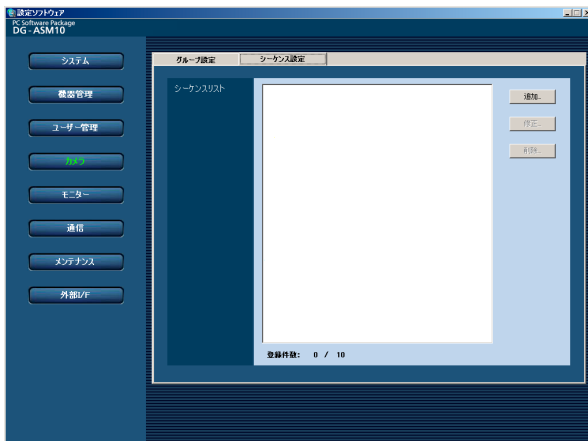 設定ソフトウェア
PC Software Package
DG-ASM10
システム
機器管理
ユーザー管理
カメラ
モニター
通信
メンテナンス
外部I/F
グループ設定
シーケンス設定
シーケンスリスト
追加...
修正...
削除...
登録件数: 0 / 10